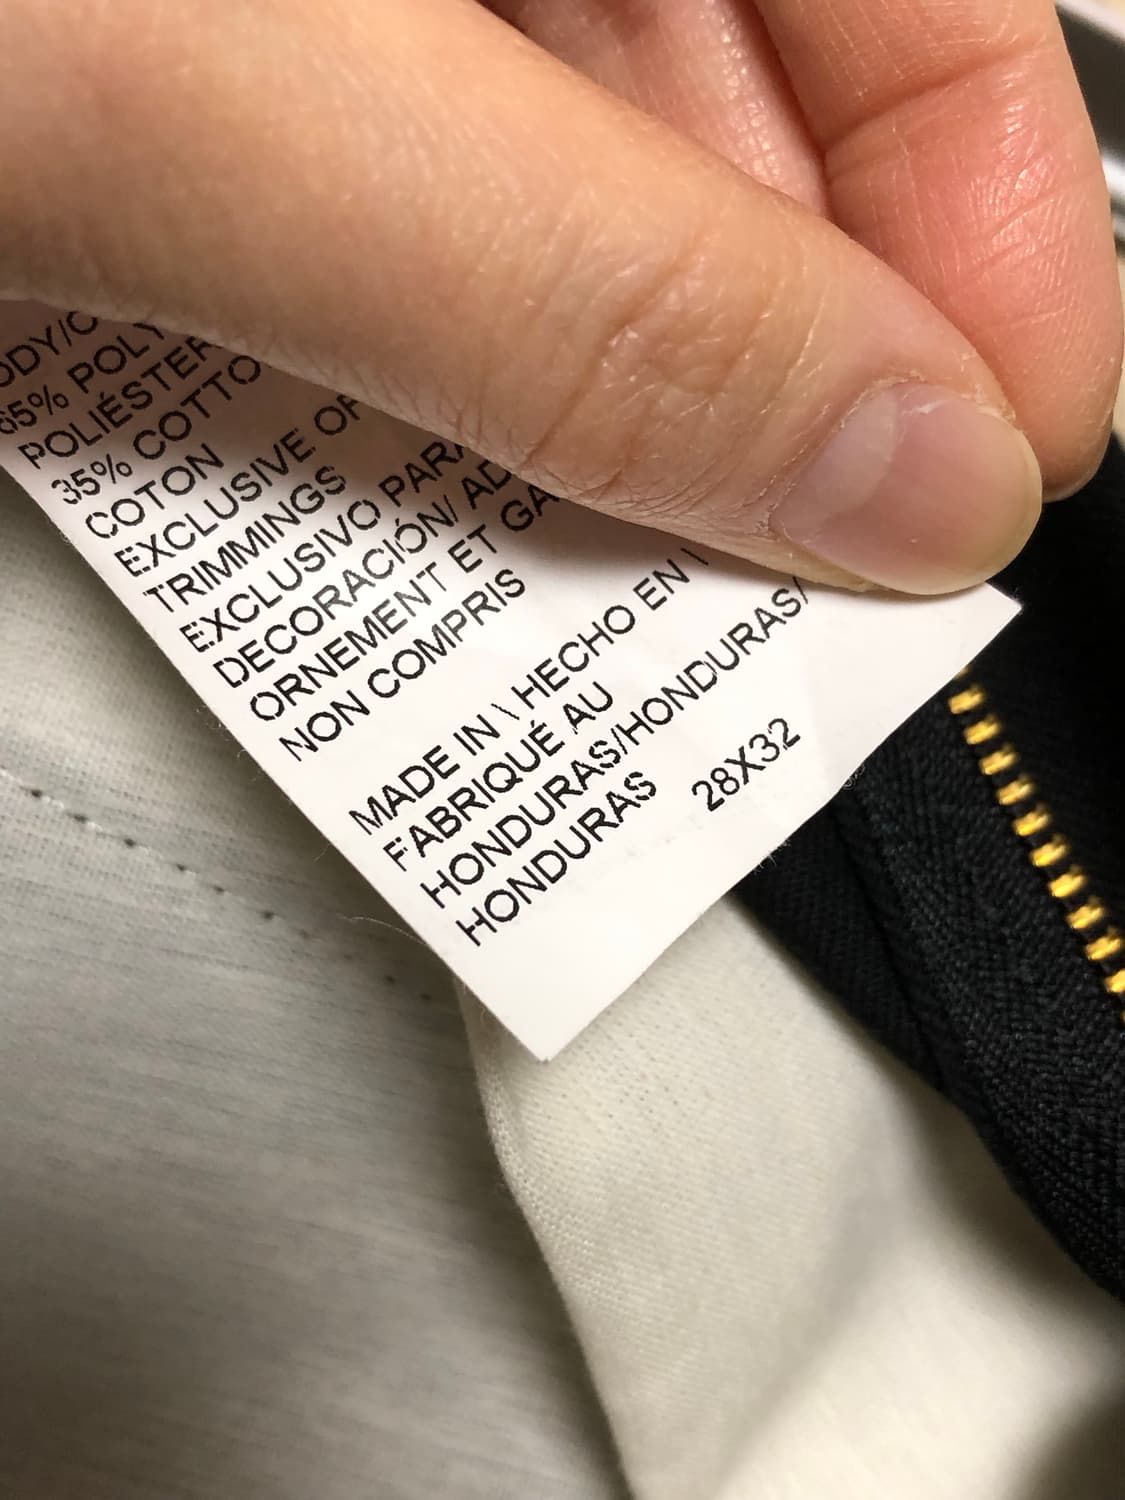 65% POLY
POLIÉSTER
35% COTTO
COTON
EXCLUSIVE OF
TRIMMINGS
EXCLUSIVO PARA
DECORACIÓN/ AD
ORNEMENT ET GA
NON COMPRIS
MADE IN \ HECHO EN \
FABRIQUÉ AU
HONDURAS/HONDURAS/
HONDURAS
28X32